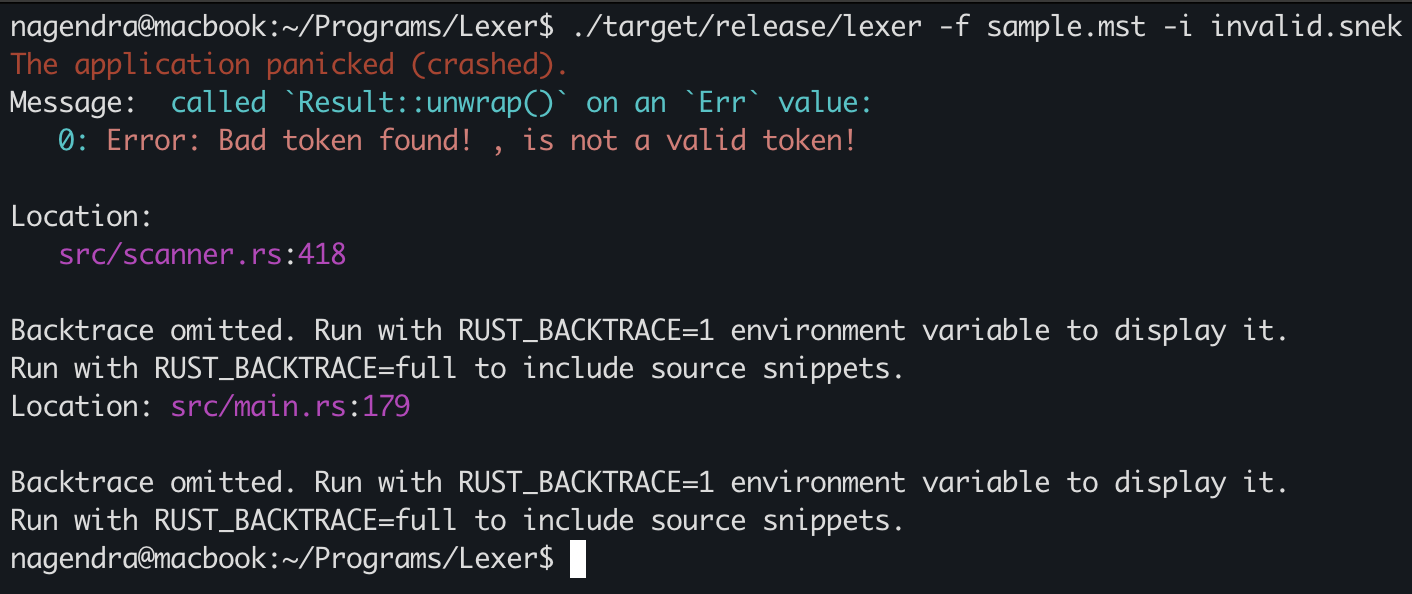 nagendra@macbook:~/Programs/Lexer$ ./target/release/lexer -f sample.mst -i invalid.snek
The application panicked (crashed).
Message:  called `Result::unwrap()` on an `Err` value:
   0: Error: Bad token found! , is not a valid token!
Location:
   src/scanner.rs:418
Backtrace omitted. Run with RUST_BACKTRACE=1 environment variable to display it.
Run with RUST_BACKTRACE=full to include source snippets.
Location: src/main.rs:179
Backtrace omitted. Run with RUST_BACKTRACE=1 environment variable to display it.
Run with RUST_BACKTRACE=full to include source snippets.
nagendra@macbook:~/Programs/Lexer$